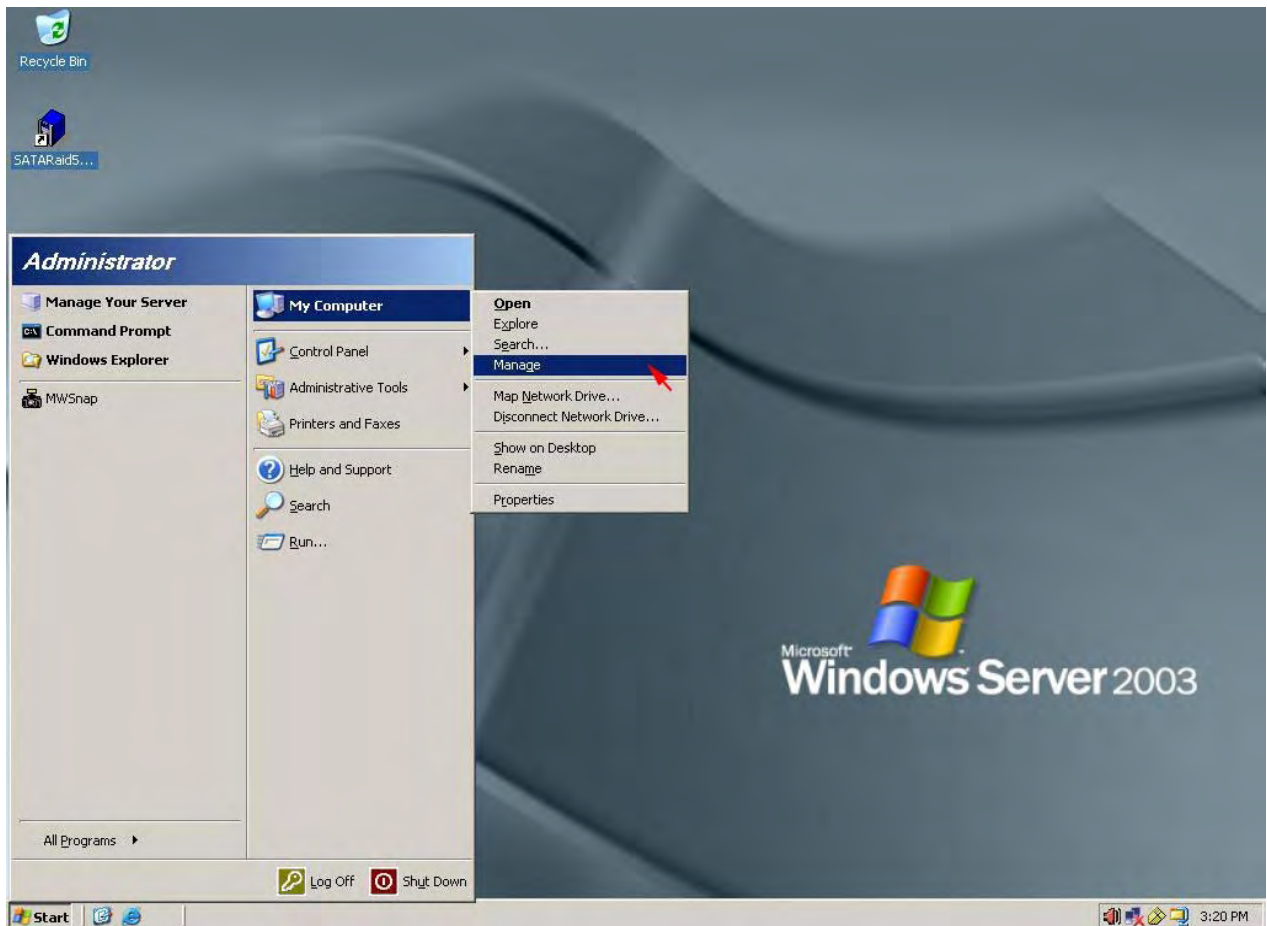 Recycle Bin
SATARaid5...
Administrator
Manage Your Server
Command Prompt
Windows Explorer
MWSnap
All Programs
My Computer
Control Panel
Administrative Tools
Printers and Faxes
Help and Support
Search
Run...
Log Off
Shut Down
Open
Explore
Search...
Manage
Map Network Drive...
Disconnect Network Drive...
Show on Desktop
Rename
Properties
Microsoft
Windows Server 2003
Start
3:20 PM